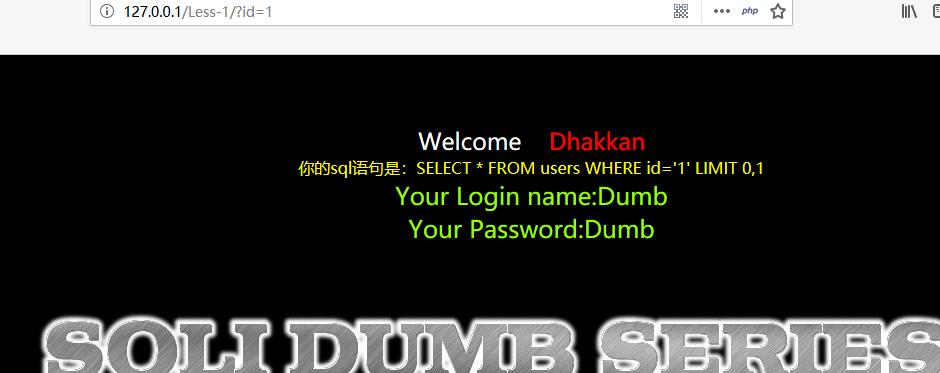 127.0.0.1/Less-1/?id=1
php
Welcome Dhakkan
你的sql语句是：SELECT * FROM users WHERE id='1' LIMIT 0,1
Your Login name:Dumb
Your Password:Dumb
SQLI DUMB SERIES